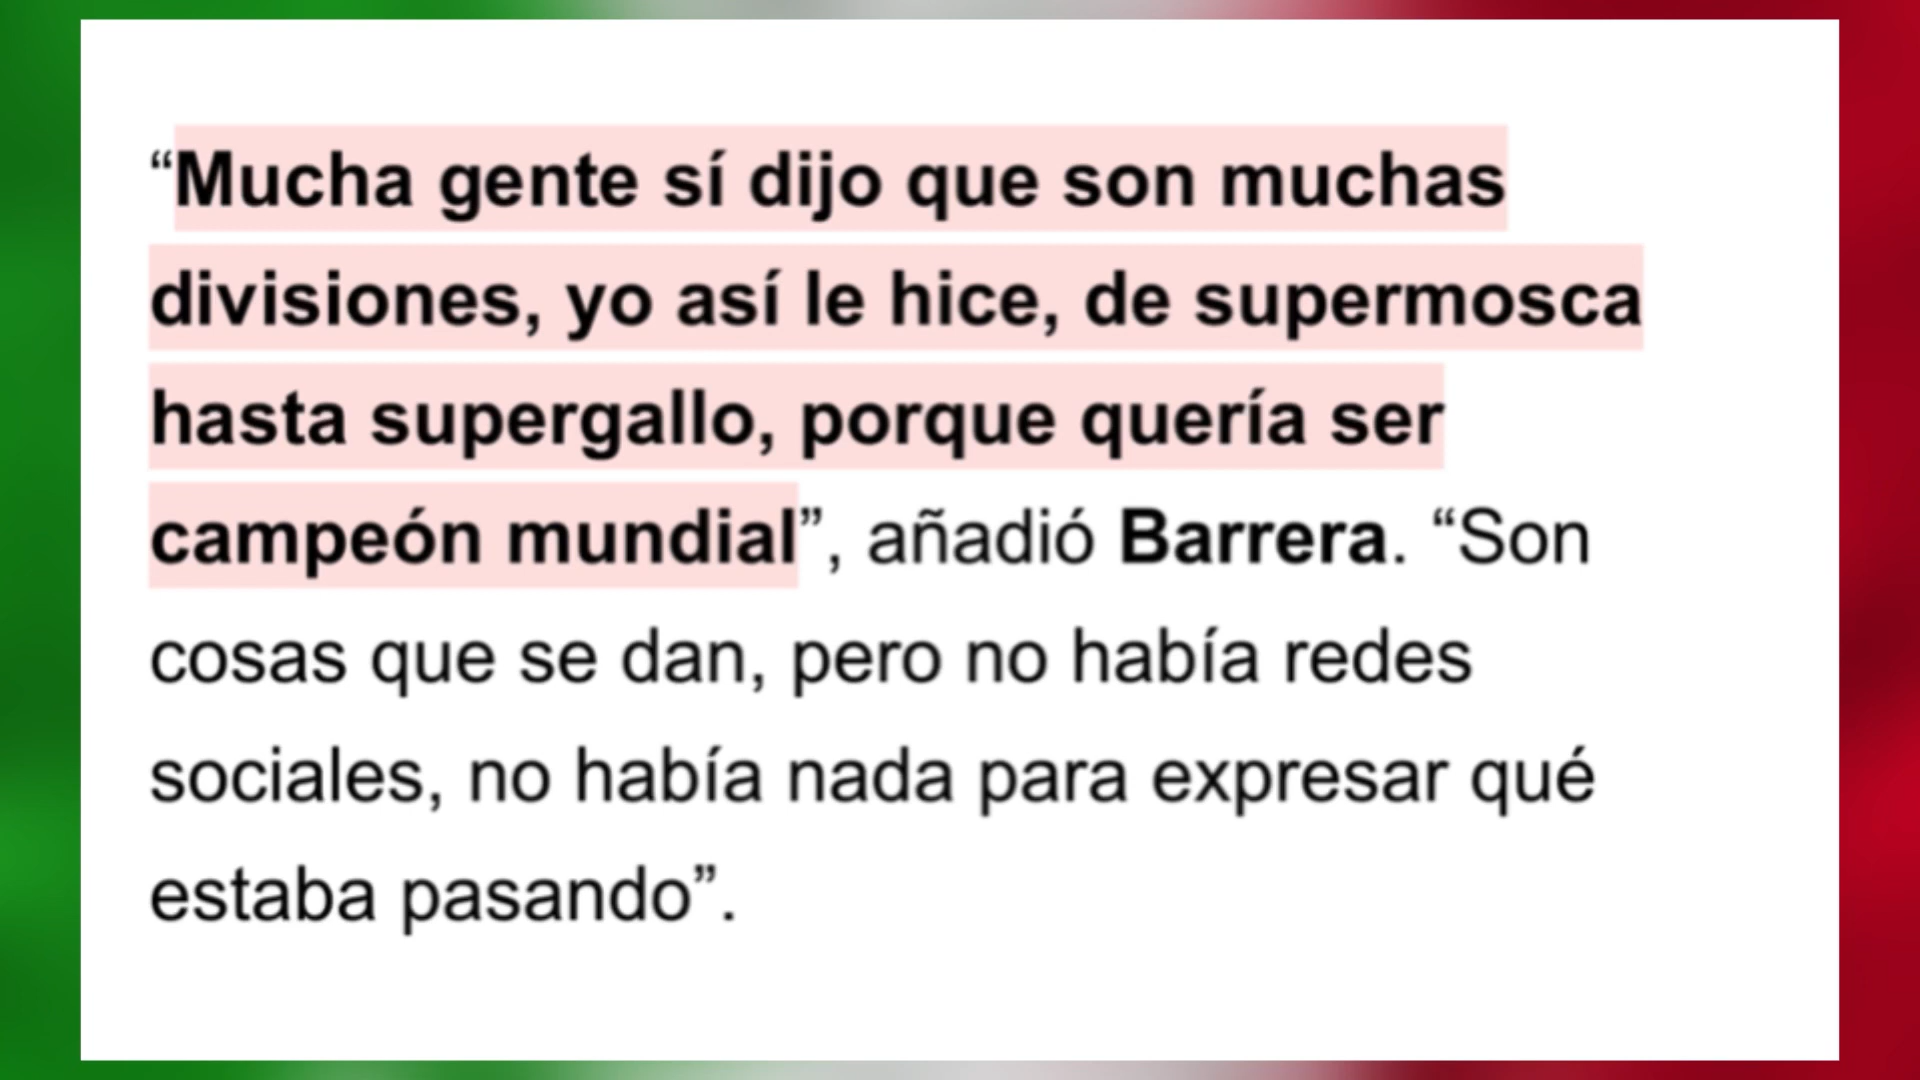 “Mucha gente sí dijo que son muchas
divisiones, yo así le hice, de supermosca
hasta supergallo, porque quería ser
campeón mundial”, añadió Barrera. “Son
cosas que se dan, pero no había redes
sociales, no había nada para expresar qué
estaba pasando”.